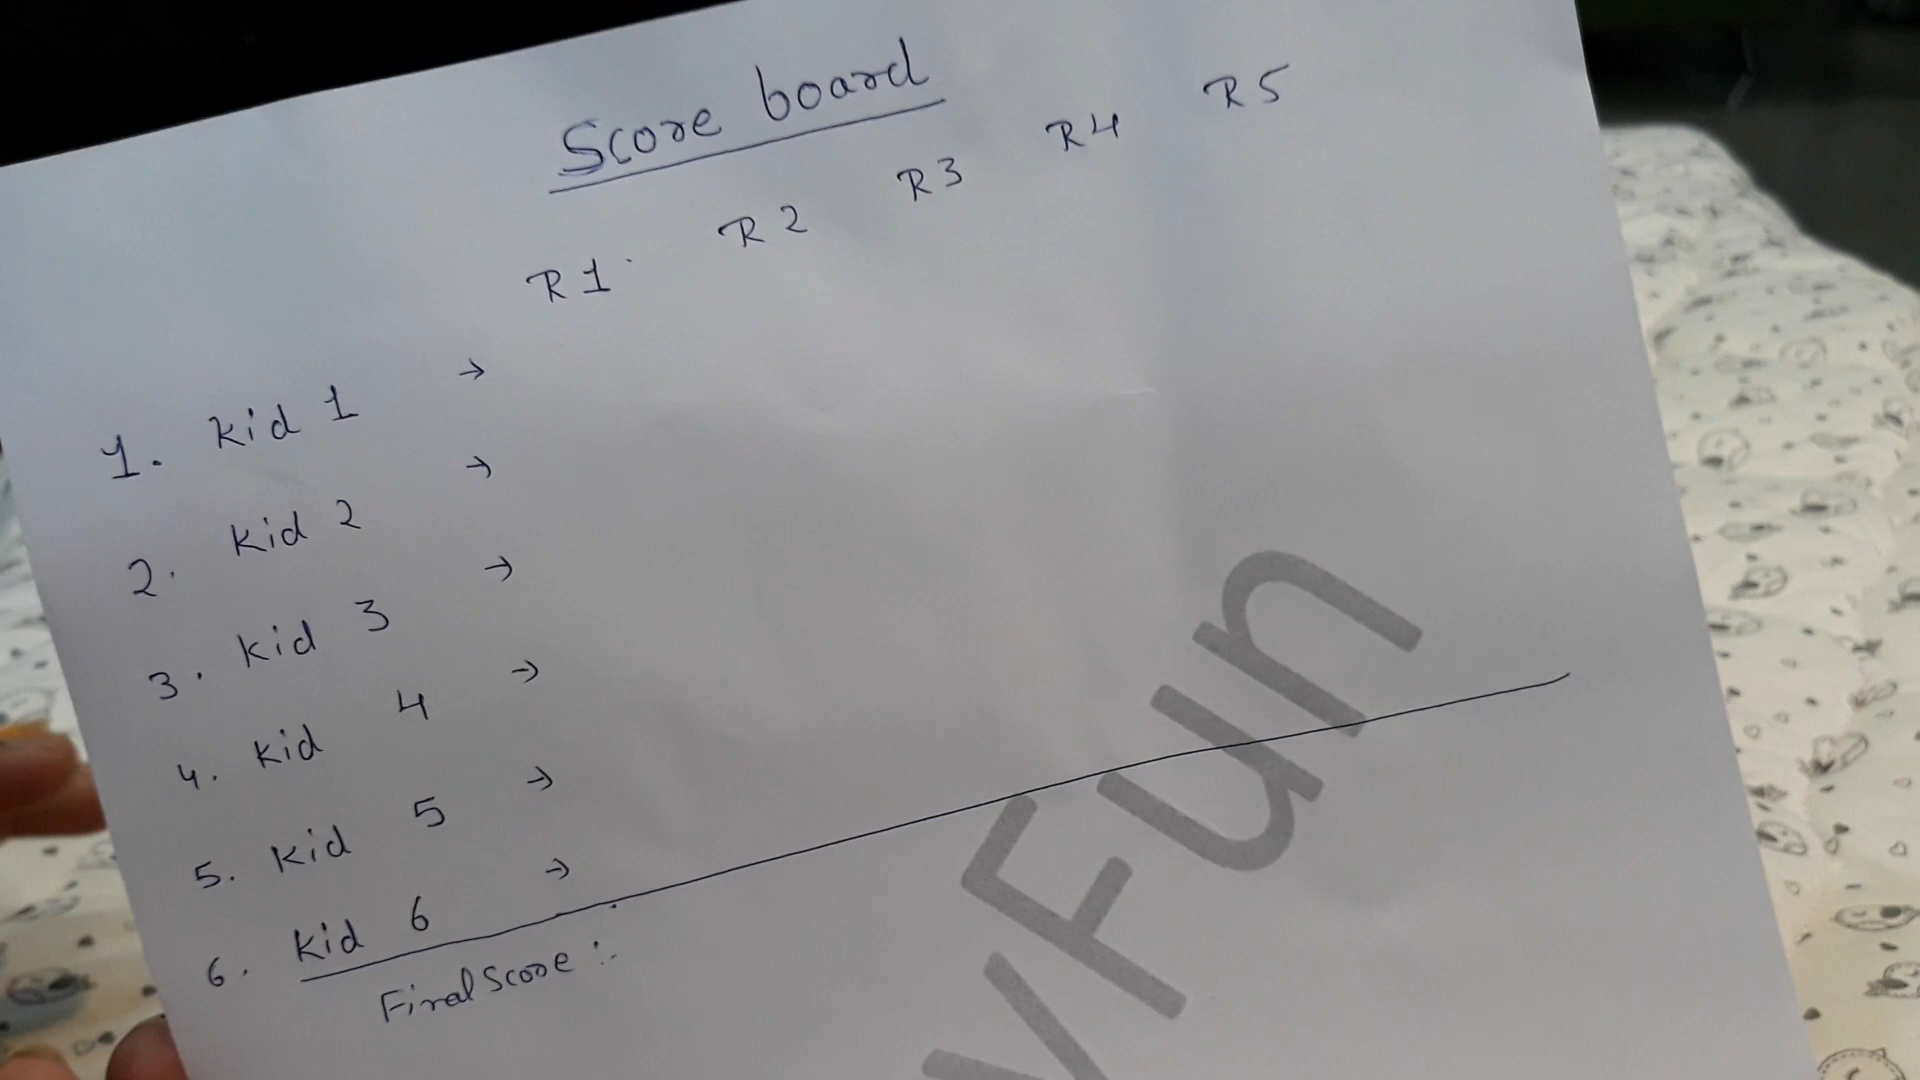 Score board
R1 R2 R3 R4 R5
1. Kid 1 →
2. Kid 2 →
3. Kid 3 →
4. Kid 4 →
5. Kid 5 →
6. Kid 6 →
Final Score :-
yFun